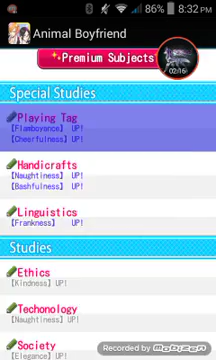 86% 8:32 PM
Animal Boyfriend
Premium Subjects
02:16
Special Studies
Playing Tag
【Flamboyance】 UP!
【Cheerfulness】 UP!
Handicrafts
【Naughtiness】 UP!
【Bashfulness】 UP!
Linguistics
【Frankness】 UP!
Studies
Ethics
【Kindness】UP!
Techonology
【Naughtiness】UP!
Society
【Elegance】UP!
Recorded by
Mobizen